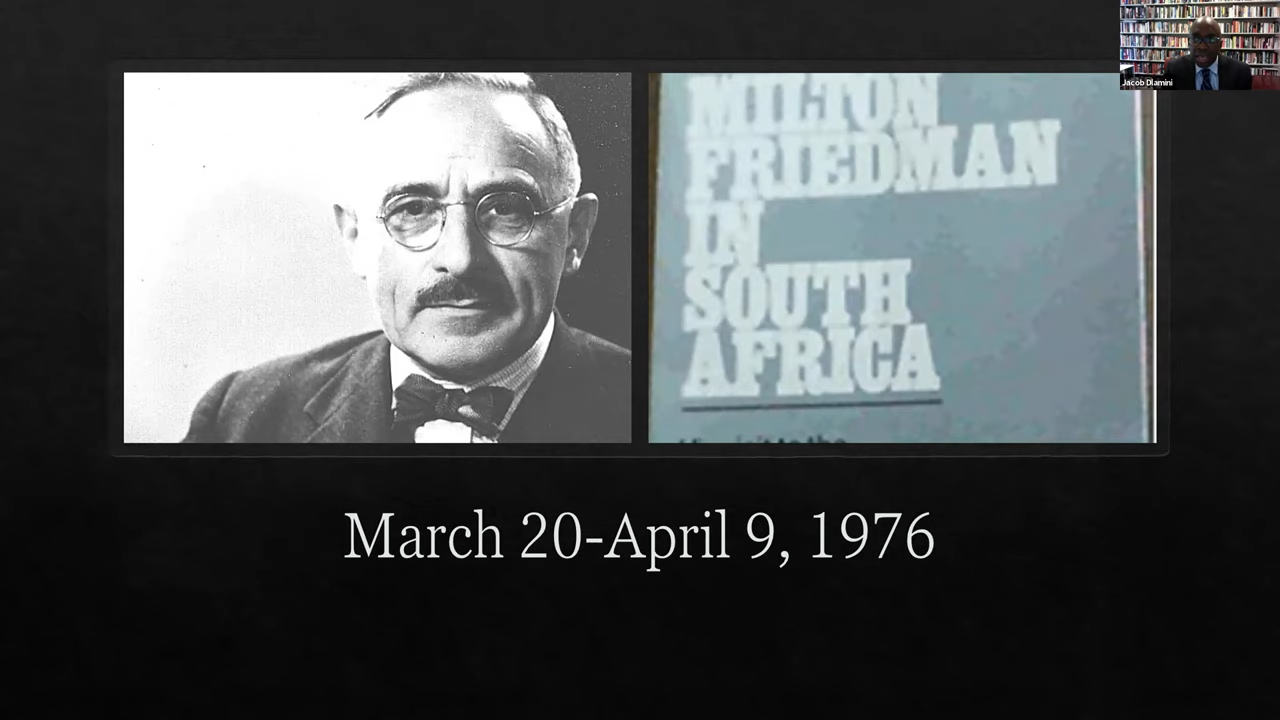 Jacob Dlamini
MILTON
FRIEDMAN
IN
SOUTH
AFRICA
March 20-April 9, 1976